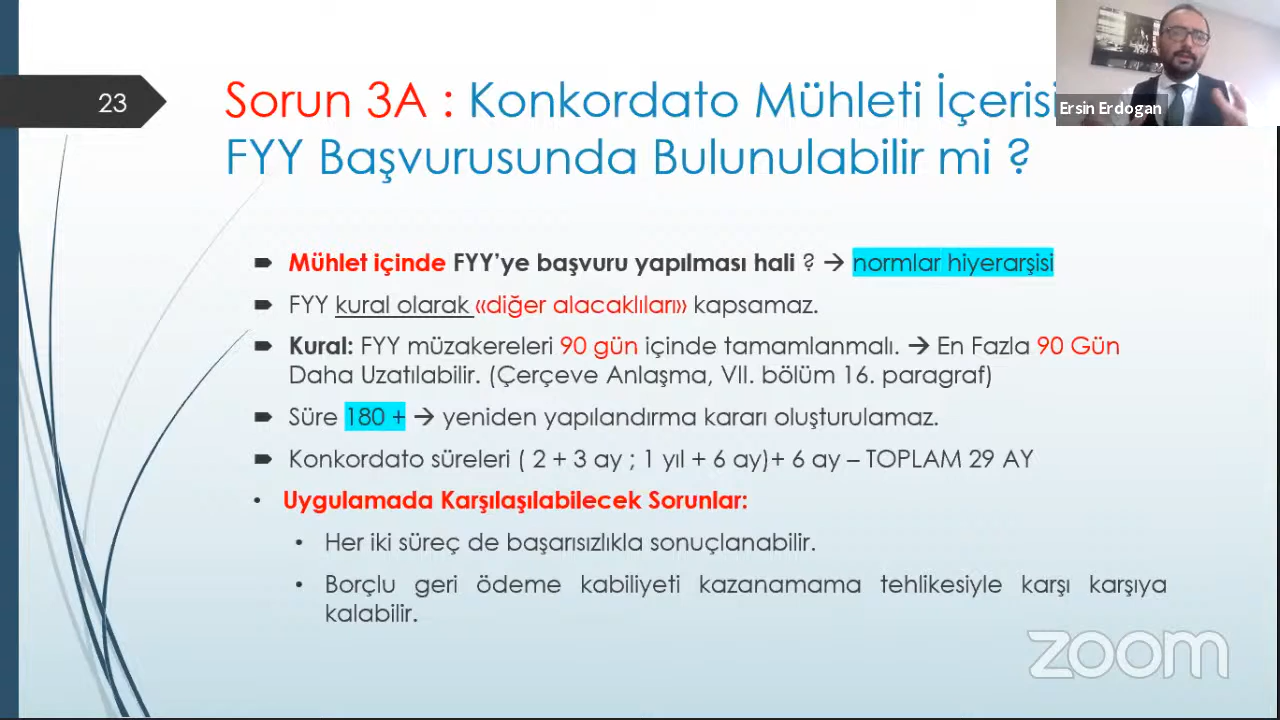 23
Sorun 3A : Konkordato Mühleti İçerisi
FYY Başvurusunda Bulunulabilir mi ?
Ersin Erdogan
Mühlet içinde FYY’ye başvuru yapılması hali ? → normlar hiyerarşisi
FYY kural olarak «diğer alacaklıları» kapsamaz.
Kural: FYY müzakereleri 90 gün içinde tamamlanmalı. → En Fazla 90 Gün
Daha Uzatılabilir. (Çerçeve Anlaşma, VII. bölüm 16. paragraf)
Süre 180 + → yeniden yapılandırma kararı oluşturulamaz.
Konkordato süreleri ( 2 + 3 ay ; 1 yıl + 6 ay)+ 6 ay – TOPLAM 29 AY
Uygulamada Karşılaşılabilecek Sorunlar:
Her iki süreç de başarısızlıkla sonuçlanabilir.
Borçlu geri ödeme kabiliyeti kazanamama tehlikesiyle karşı karşıya
kalabilir.
zoom